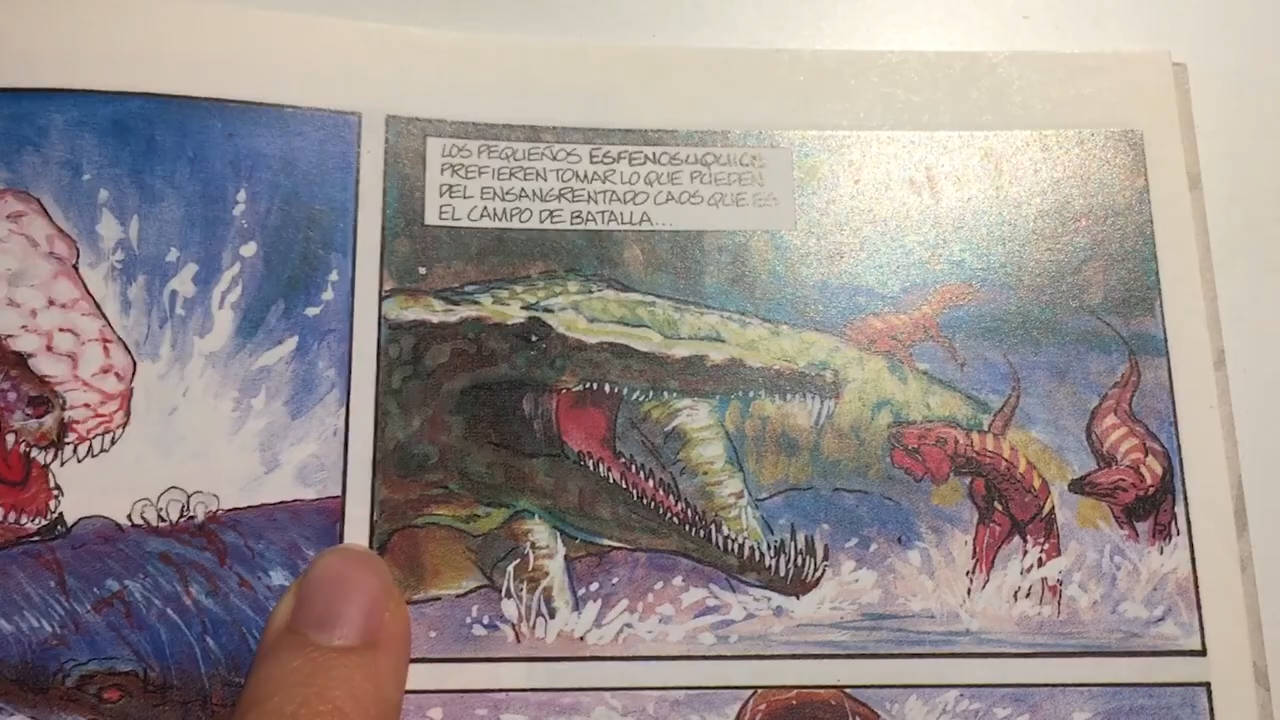 LOS PEQUEÑOS ESFENOSUQUIOS
PREFIEREN TOMAR LO QUE PUEDEN
DEL ENSANGRENTADO CAOS QUE ES
EL CAMPO DE BATALLA...